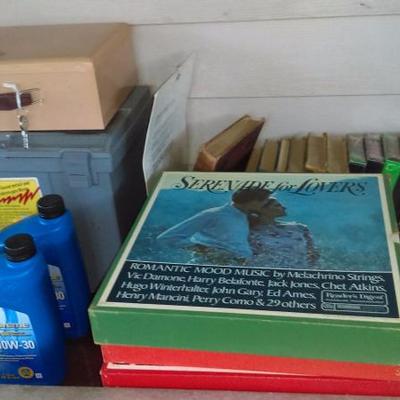 SERENADE for LOVERS
ROMANTIC MOOD MUSIC by Melachrino Strings,
Vic Damone, Harry Belafonte, Jack Jones, Chet Atkins,
Hugo Winterhalter, John Gary, Ed Ames,
Henry Mancini, Perry Como & 29 others
Reader's Digest
10W-30